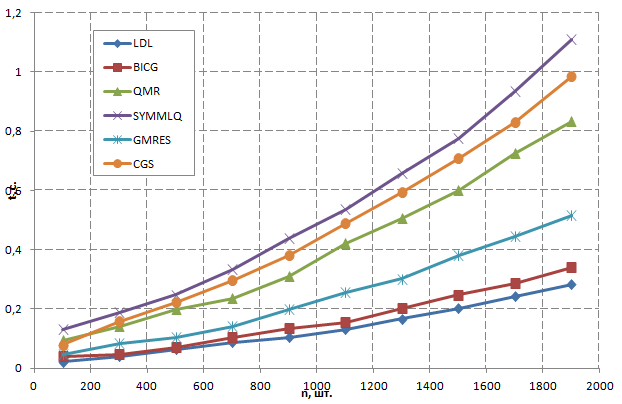 1,2
1
0,8
0,6
0,4
0,2
0
t, с.
LDL
BICG
QMR
SYMMLQ
GMRES
CGS
0 200 400 600 800 1000 1200 1400 1600 1800 2000
n, шт.